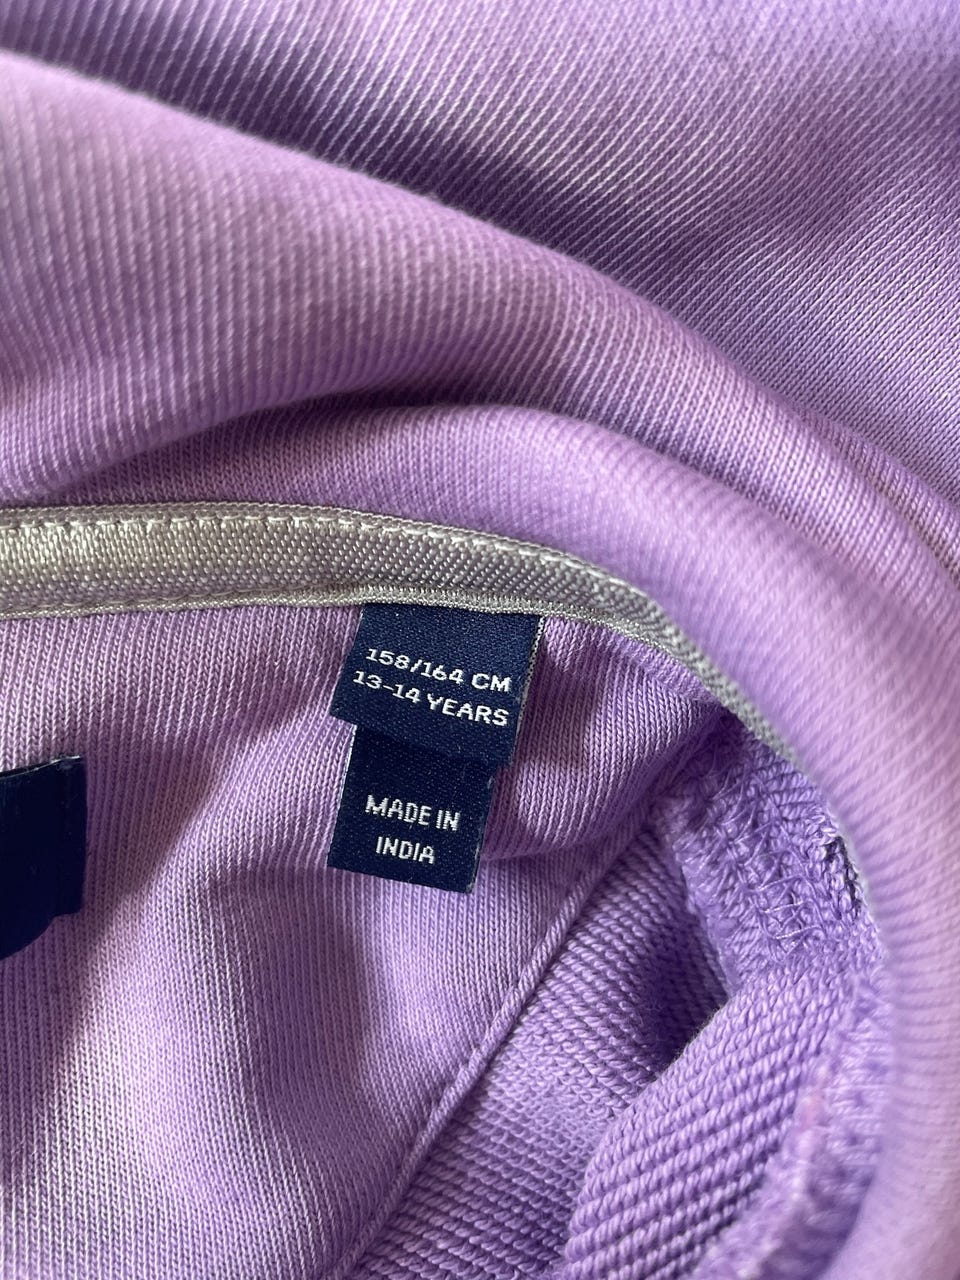 158/164 CM
13-14 YEARS
MADE IN
INDIA